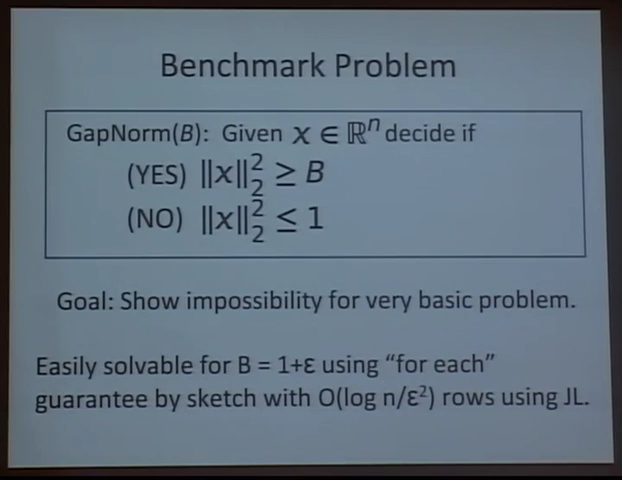 Benchmark Problem
GapNorm(B): Given x ∈ ℝⁿ decide if
(YES) ‖x‖₂² ≥ B
(NO) ‖x‖₂² ≤ 1
Goal: Show impossibility for very basic problem.
Easily solvable for B = 1+ε using “for each”
guarantee by sketch with O(log n/ε²) rows using JL.